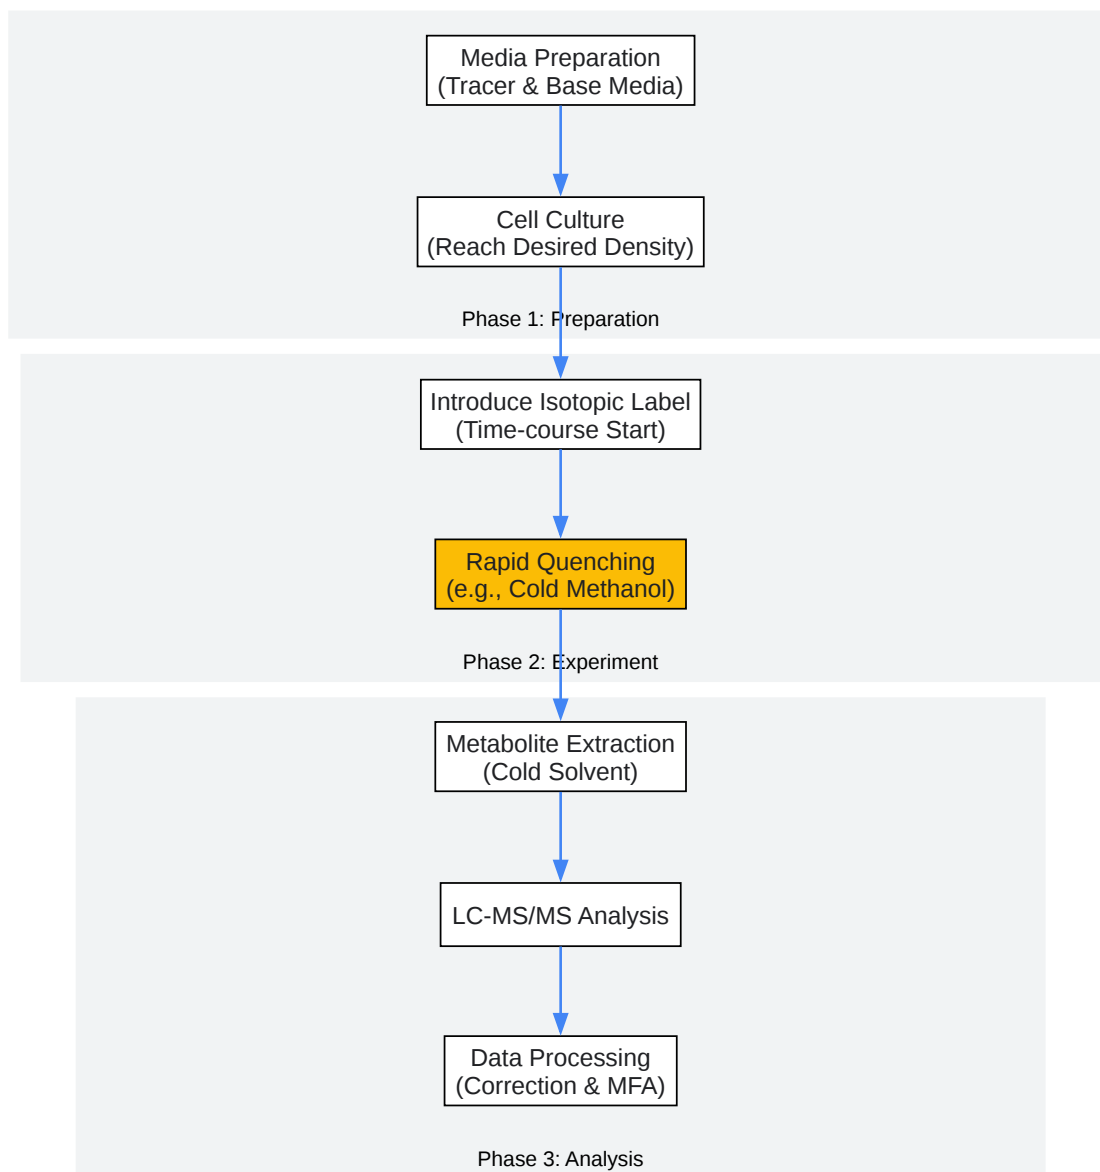 Media Preparation
(Tracer & Base Media)
Cell Culture
(Reach Desired Density)
Phase 1: Preparation
Introduce Isotopic Label
(Time-course Start)
Rapid Quenching
(e.g., Cold Methanol)
Phase 2: Experiment
Metabolite Extraction
(Cold Solvent)
LC-MS/MS Analysis
Data Processing
(Correction & MFA)
Phase 3: Analysis